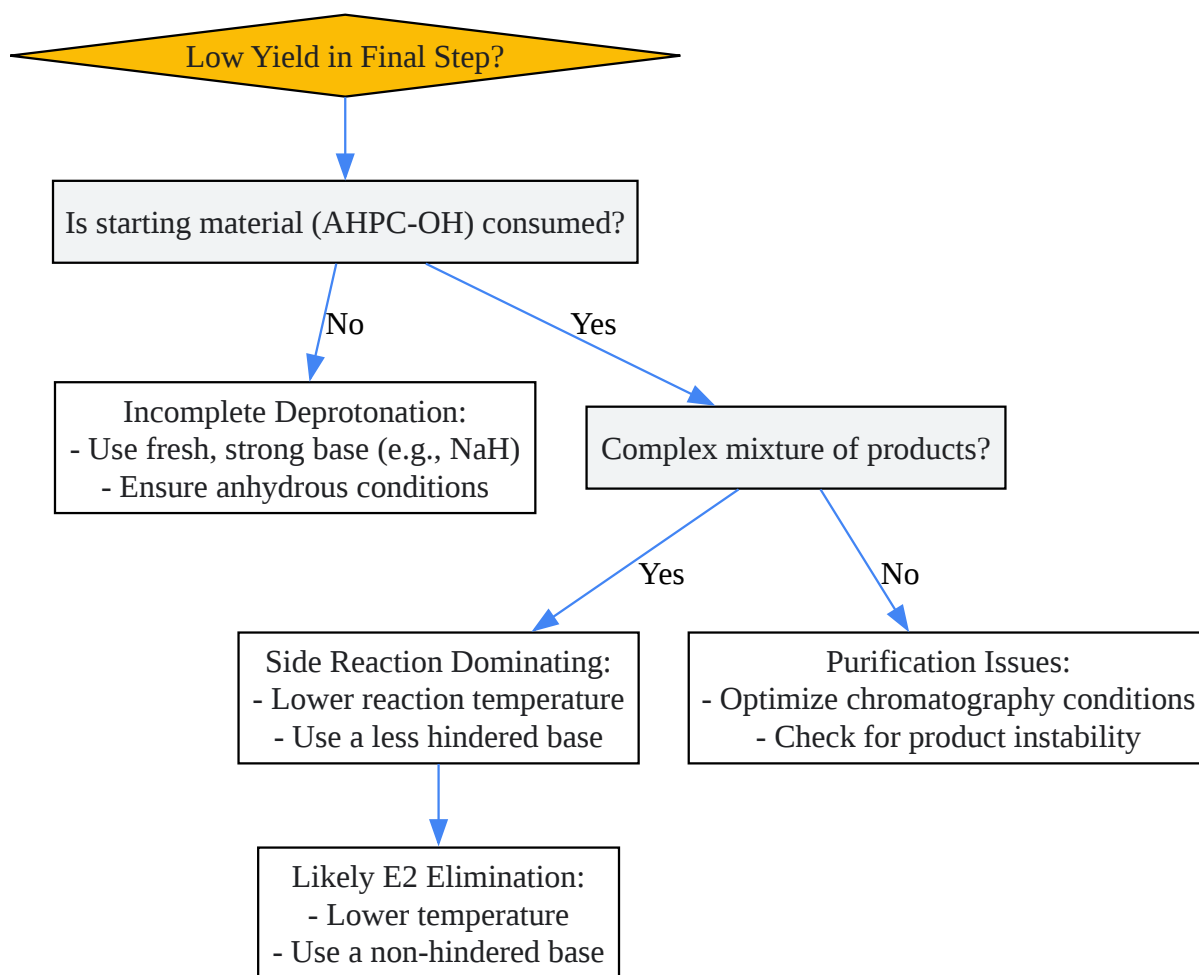 Low Yield in Final Step?
Is starting material (AHPC-OH) consumed?
No
Yes
Incomplete Deprotonation:
- Use fresh, strong base (e.g., NaH)
- Ensure anhydrous conditions
Complex mixture of products?
Yes
No
Side Reaction Dominating:
- Lower reaction temperature
- Use a less hindered base
Purification Issues:
- Optimize chromatography conditions
- Check for product instability
Likely E2 Elimination:
- Lower temperature
- Use a non-hindered base